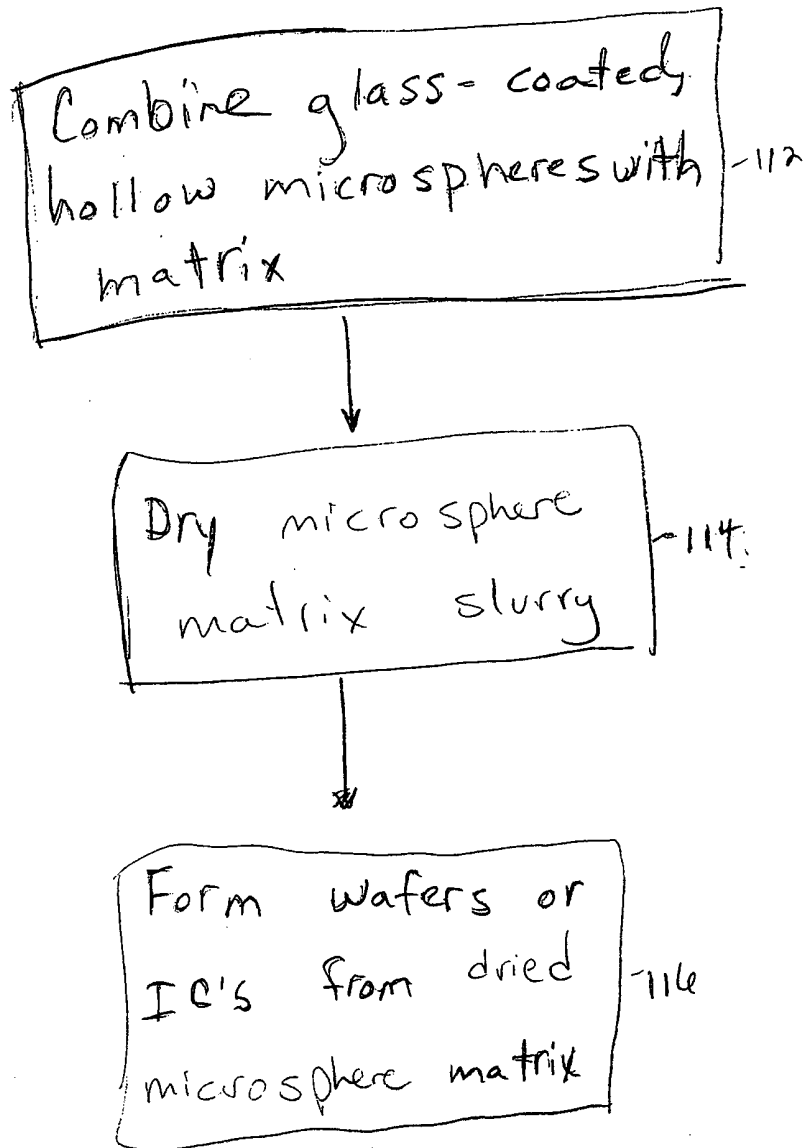 Combine glass-coated,
hollow microspheres with -112
matrix
Dry microsphere
matrix slurry -114.
Form wafers or
IC's from dried -116
microsphere matrix